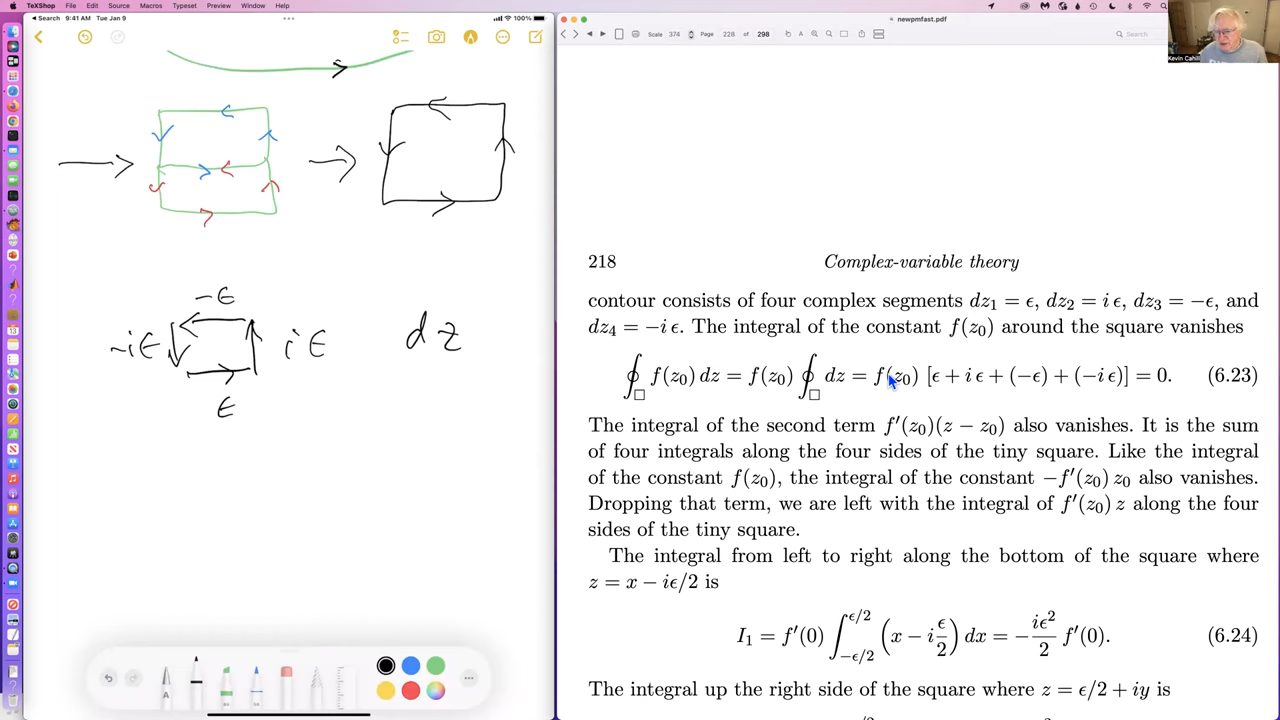 TeXShop File Edit Source Macros Typeset Preview Window Help
Search 9:41 AM Tue Jan 9
100%
newpmfast.pdf
Scale 374 Page 228 of 298
Search
Kevin Cahill
-ϵ
-iϵ
iϵ
ϵ
dz
218 Complex-variable theory
contour consists of four complex segments dz₁ = ϵ, dz₂ = i ϵ, dz₃ = −ϵ, and
dz₄ = −i ϵ. The integral of the constant f(z₀) around the square vanishes
∮□ f(z₀) dz = f(z₀) ∮□ dz = f(z₀) [ϵ + i ϵ + (−ϵ) + (−i ϵ)] = 0. (6.23)
The integral of the second term f′(z₀)(z − z₀) also vanishes. It is the sum
of four integrals along the four sides of the tiny square. Like the integral
of the constant f(z₀), the integral of the constant −f′(z₀) z₀ also vanishes.
Dropping that term, we are left with the integral of f′(z₀) z along the four
sides of the tiny square.
The integral from left to right along the bottom of the square where
z = x − iϵ/2 is
I₁ = f′(0) ∫_{−ϵ/2}^{ϵ/2} (x − i ϵ/2) dx = − iϵ²/2 f′(0). (6.24)
The integral up the right side of the square where z = ϵ/2 + iy is